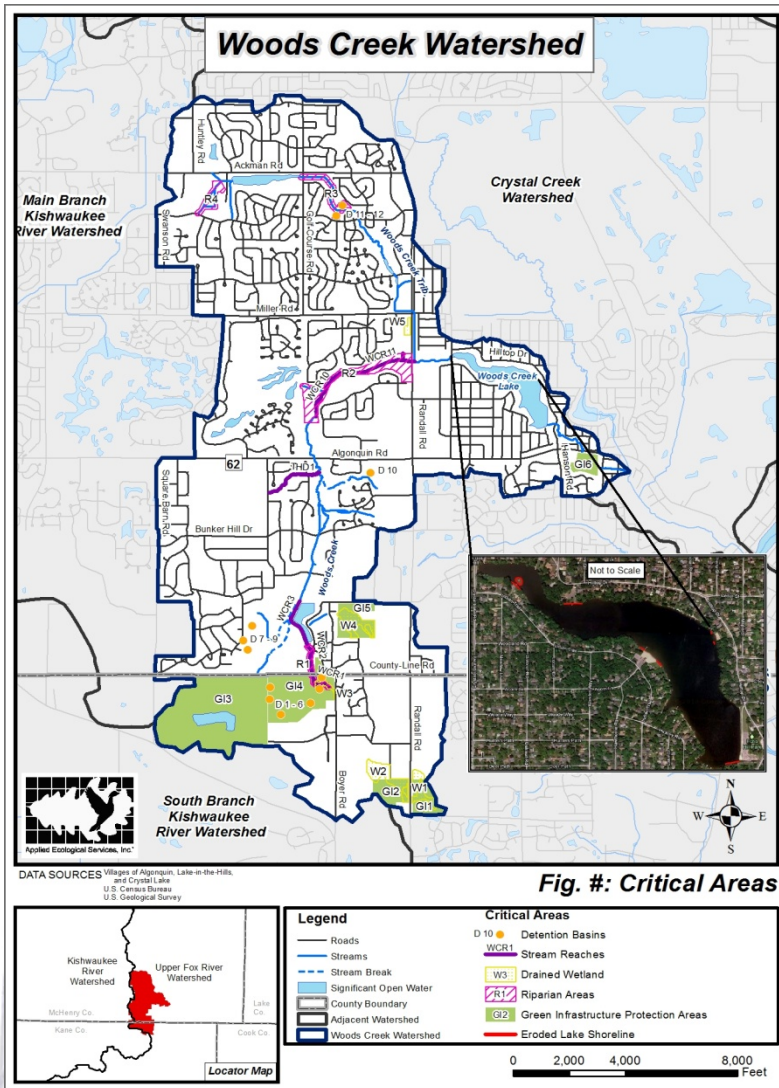 Woods Creek Watershed
Huntley Rd
Ackman Rd
Main Branch
Kishwaukee
River Watershed
Crystal Creek
Watershed
R4
R3
D 11 - 12
Swanson Rd
Golf-Course Rd
Woods Creek Trib.
Miller Rd
W5
WCR11
Hilltop Dr
WCR10
R2
Woods Creek
Lake
Randall Rd
Algonquin Rd
Hanson Rd
GI6
62
THD1
D 10
Square Barn Rd
Bunker Hill Dr
Woods Creek
Not to Scale
WCR3
GI5
W4
D 7 - 9
WCR2
R1
WCR1
County-Line Rd
GI3
GI4
W3
D 1 - 6
Randall Rd
Boyer Rd
W2
W1
GI2
GI1
South Branch
Kishwaukee
River Watershed
N
W
E
S
Applied Ecological Services, Inc.
DATA SOURCES Villages of Algonquin, Lake-in-the-Hills,
and Crystal Lake
U.S. Census Bureau
U.S. Geological Survey
Fig. #: Critical Areas
Kishwaukee
River
Watershed
Upper Fox River
Watershed
McHenry Co.
Kane Co.
Lake
Co.
Cook Co.
Locator Map
Legend
Roads
Streams
Stream Break
Significant Open Water
County Boundary
Adjacent Watershed
Woods Creek Watershed
Critical Areas
D 10 Detention Basins
WCR1 Stream Reaches
W3 Drained Wetland
R1 Riparian Areas
GI2 Green Infrastructure Protection Areas
Eroded Lake Shoreline
0 2,000 4,000 8,000
Feet